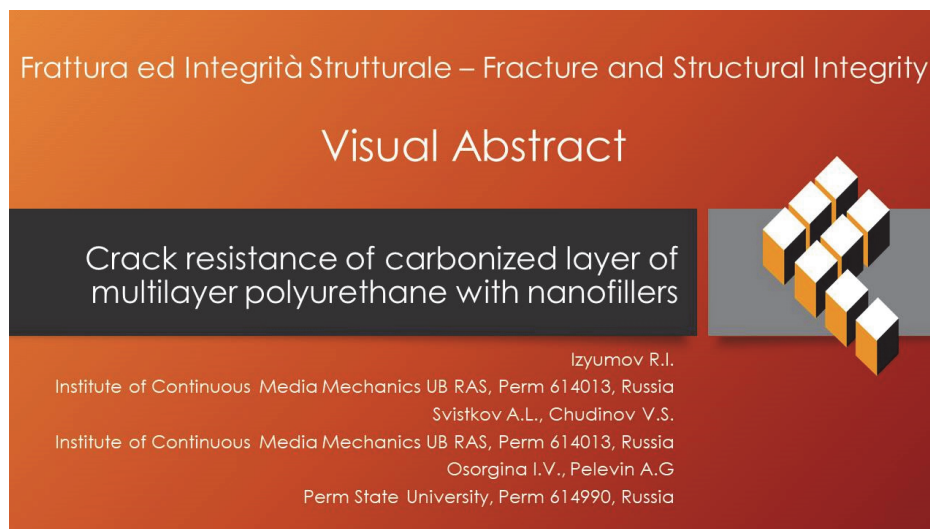 Frattura ed Integrità Strutturale – Fracture and Structural Integrity
Visual Abstract
Crack resistance of carbonized layer of
multilayer polyurethane with nanofillers
Izyumov R.I.
Institute of Continuous Media Mechanics UB RAS, Perm 614013, Russia
Svistkov A.L., Chudinov V.S.
Institute of Continuous Media Mechanics UB RAS, Perm 614013, Russia
Osorgina I.V., Pelevin A.G
Perm State University, Perm 614990, Russia